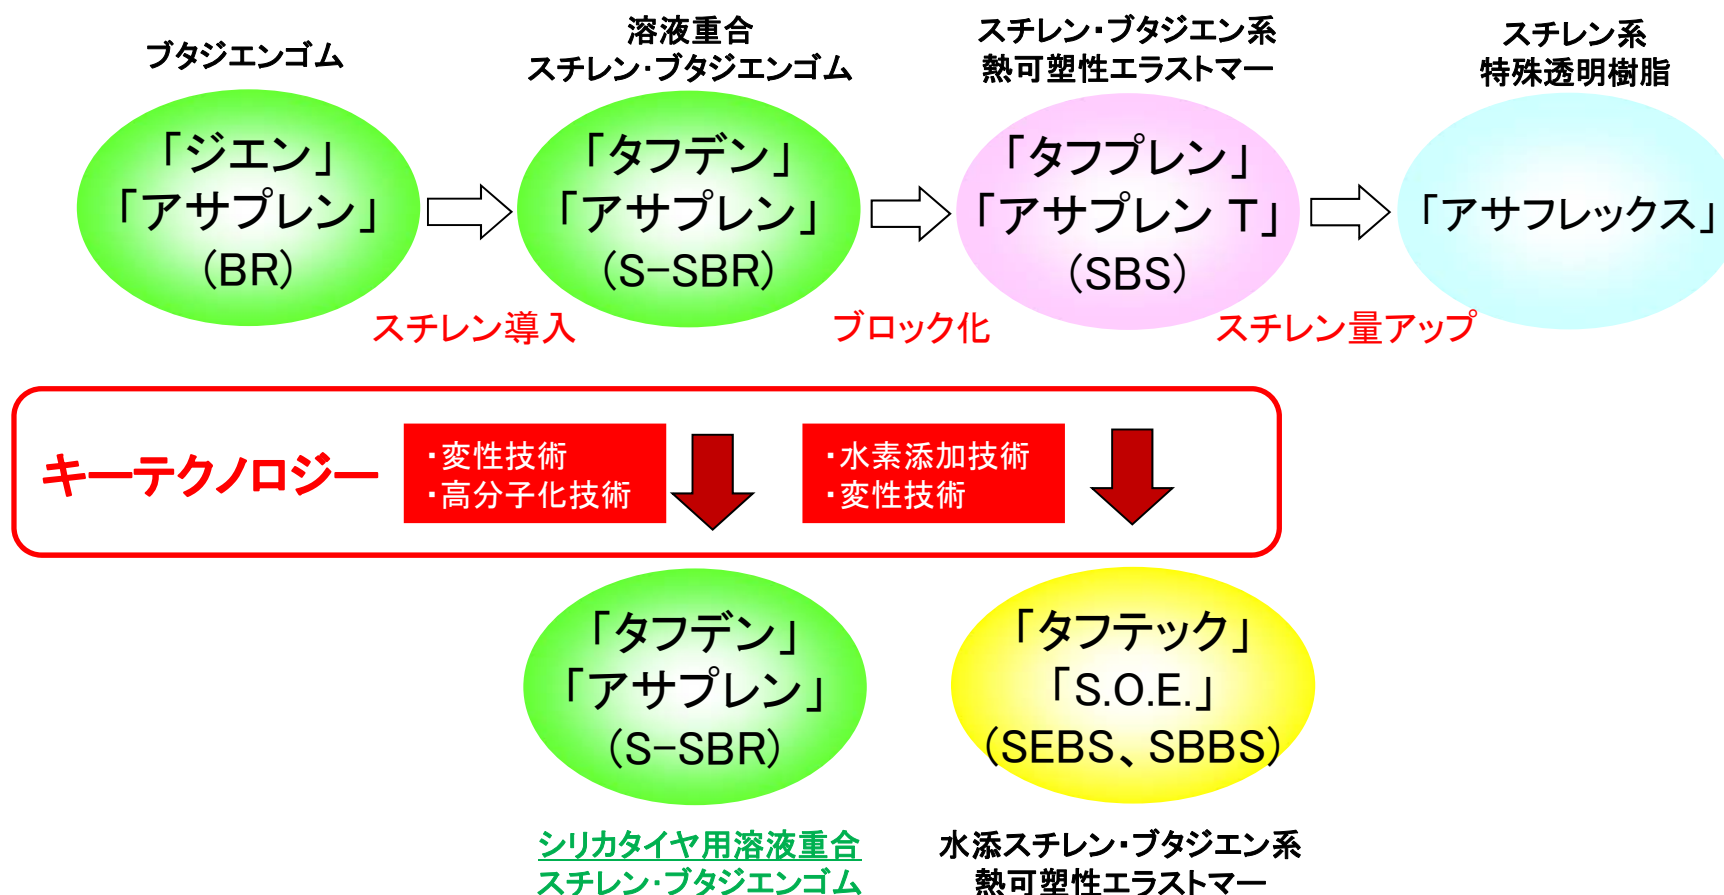 ブタジエンゴム
溶液重合
スチレン・ブタジエンゴム
スチレン・ブタジエン系
熱可塑性エラストマー
スチレン系
特殊透明樹脂
「ジエン」
「アサプレン」
(BR)
「タフデン」
「アサプレン」
(S-SBR)
「タフプレン」
「アサプレン T」
(SBS)
「アサフレックス」
スチレン導入
ブロック化
スチレン量アップ
キーテクノロジー
・変性技術
・高分子化技術
・水素添加技術
・変性技術
「タフデン」
「アサプレン」
(S-SBR)
「タフテック」
「S.O.E.」
(SEBS、SBBS)
シリカタイヤ用溶液重合
スチレン・ブタジエンゴム
水添スチレン・ブタジエン系
熱可塑性エラストマー